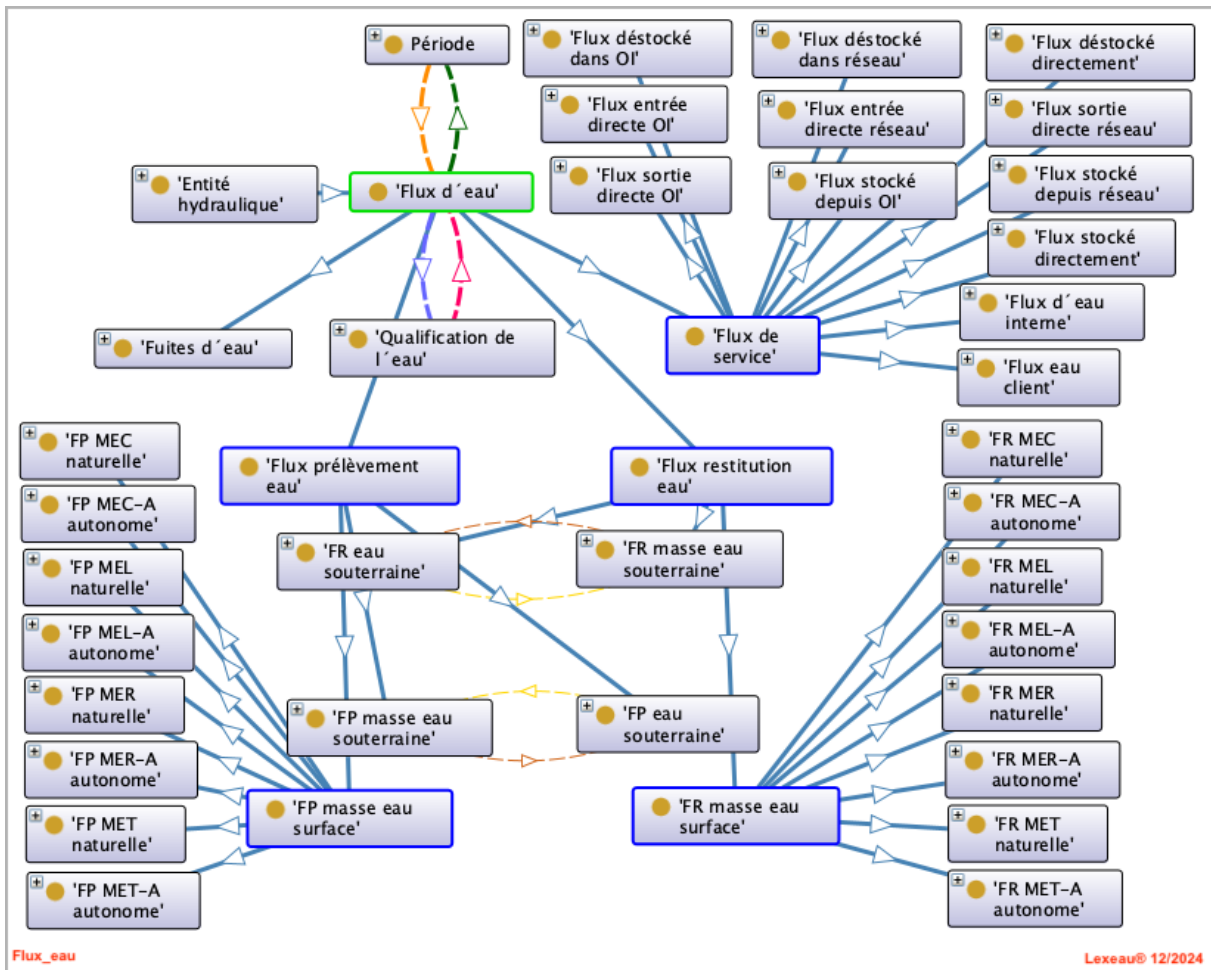 Période
'Flux déstocké
dans OI'
'Flux déstocké
dans réseau'
'Flux déstocké
directement'
'Flux entrée
directe OI'
'Flux entrée
directe réseau'
'Flux sortie
directe réseau'
'Entité
hydraulique'
'Flux d´eau'
'Flux sortie
directe OI'
'Flux stocké
depuis OI'
'Flux stocké
depuis réseau'
'Flux stocké
directement'
'Flux d´eau
interne'
'Fuites d´eau'
'Qualification de
l´eau'
'Flux de
service'
'Flux eau
client'
'FP MEC
naturelle'
'Flux prélèvement
eau'
'Flux restitution
eau'
'FR MEC
naturelle'
'FP MEC-A
autonome'
'FR MEC-A
autonome'
'FR eau
souterraine'
'FR masse eau
souterraine'
'FP MEL
naturelle'
'FR MEL
naturelle'
'FP MEL-A
autonome'
'FR MEL-A
autonome'
'FP MER
naturelle'
'FR MER
naturelle'
'FP masse eau
souterraine'
'FP eau
souterraine'
'FP MER-A
autonome'
'FR MER-A
autonome'
'FP masse eau
surface'
'FR masse eau
surface'
'FP MET
naturelle'
'FR MET
naturelle'
'FP MET-A
autonome'
'FR MET-A
autonome'
Flux_eau
Lexeau® 12/2024